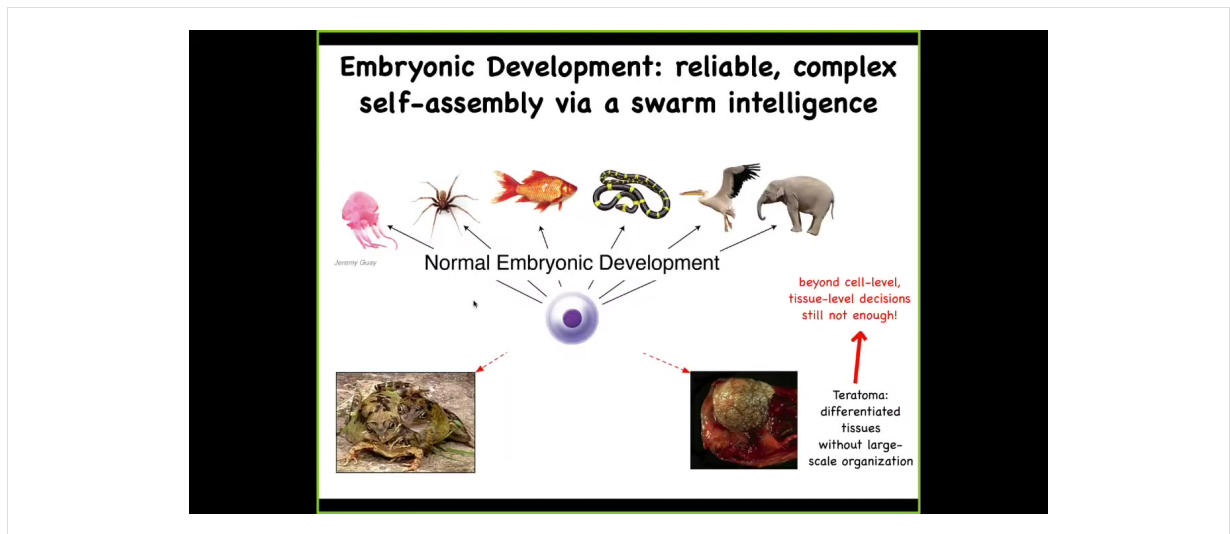 Embryonic Development: reliable, complex
self-assembly via a swarm intelligence
Jeremy Guay
Normal Embryonic Development
beyond cell-level,
tissue-level decisions
still not enough!
Teratoma:
differentiated
tissues
without large-
scale organization